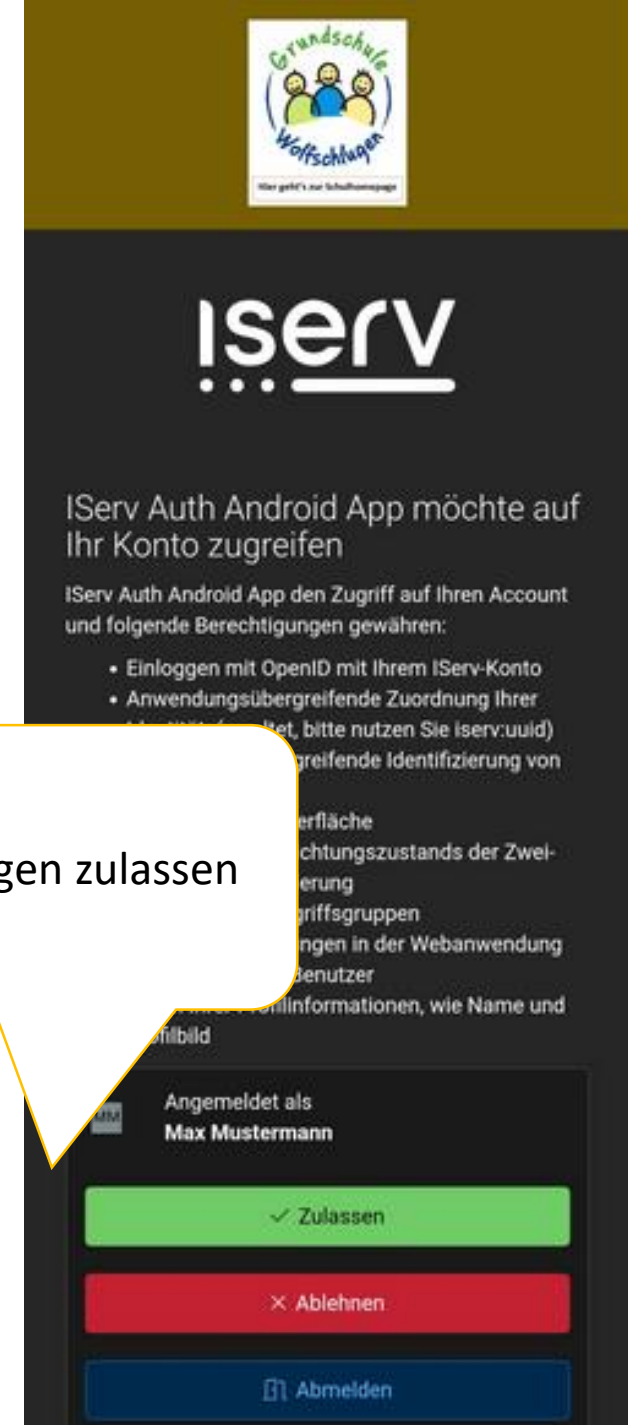 Grundschule
Wolfschlugen
Hier geht's zur Schulhomepage
Iserv
IServ Auth Android App möchte auf
Ihr Konto zugreifen
IServ Auth Android App den Zugriff auf Ihren Account
und folgende Berechtigungen gewähren:
• Einloggen mit OpenID mit Ihrem IServ-Konto
• Anwendungsübergreifende Zuordnung Ihrer
bitte nutzen Sie iserv:uuid)
greifende Identifizierung von
erfläche
gen zulassen
chtungszustands der Zwei-
erung
griffsgruppen
ngen in der Webanwendung
Benutzer
filinformationen, wie Name und
filbild
MM
Angemeldet als
Max Mustermann
Zulassen
Ablehnen
Abmelden